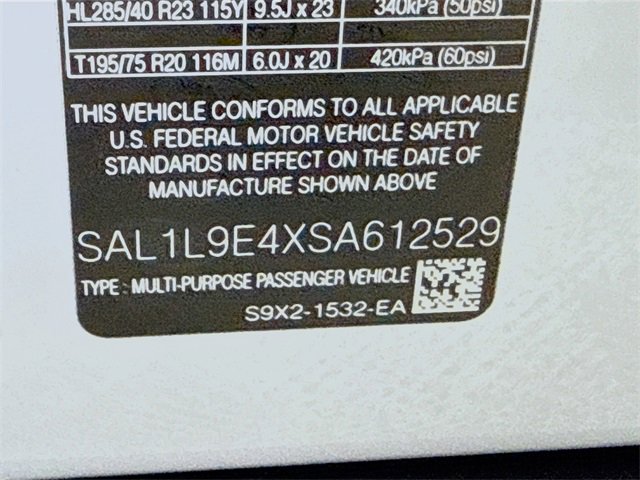 HL285/40 R23 115Y 9.5J x 23 340kPa (50psi)
T195/75 R20 116M 6.0J x 20 420kPa (60psi)
THIS VEHICLE CONFORMS TO ALL APPLICABLE
U.S. FEDERAL MOTOR VEHICLE SAFETY
STANDARDS IN EFFECT ON THE DATE OF
MANUFACTURE SHOWN ABOVE
SAL1L9E4XSA612529
TYPE : MULTI-PURPOSE PASSENGER VEHICLE
S9X2-1532-EA